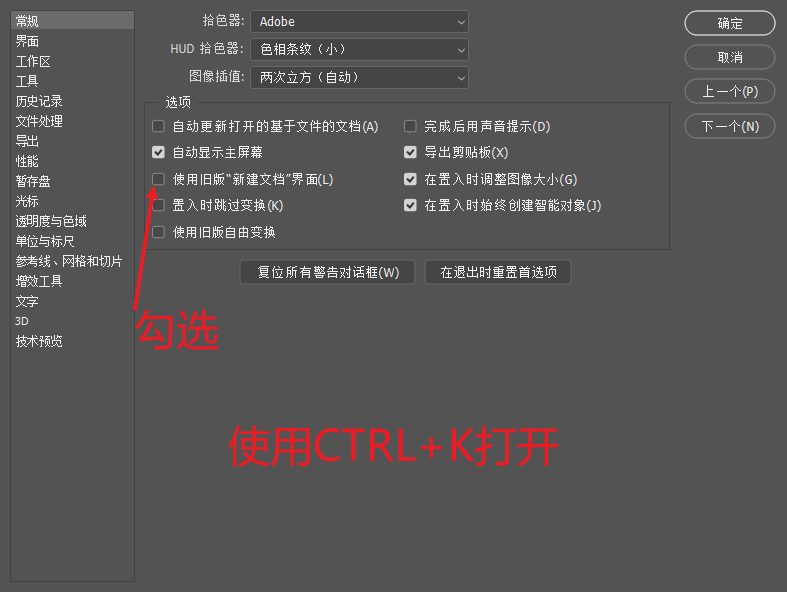 常规
界面
工作区
工具
历史记录
文件处理
导出
性能
暂存盘
光标
透明度与色域
单位与标尺
参考线、网格和切片
增效工具
文字
3D
技术预览
拾色器: Adobe
HUD 拾色器: 色相条纹（小）
图像插值: 两次立方（自动）
选项
自动更新打开的基于文件的文档(A)
完成后用声音提示(D)
自动显示主屏幕
导出剪贴板(X)
使用旧版“新建文档”界面(L)
在置入时调整图像大小(G)
置入时跳过变换(K)
在置入时始终创建智能对象(J)
使用旧版自由变换
复位所有警告对话框(W)
在退出时重置首选项
确定
取消
上一个(P)
下一个(N)
勾选
使用CTRL+K打开